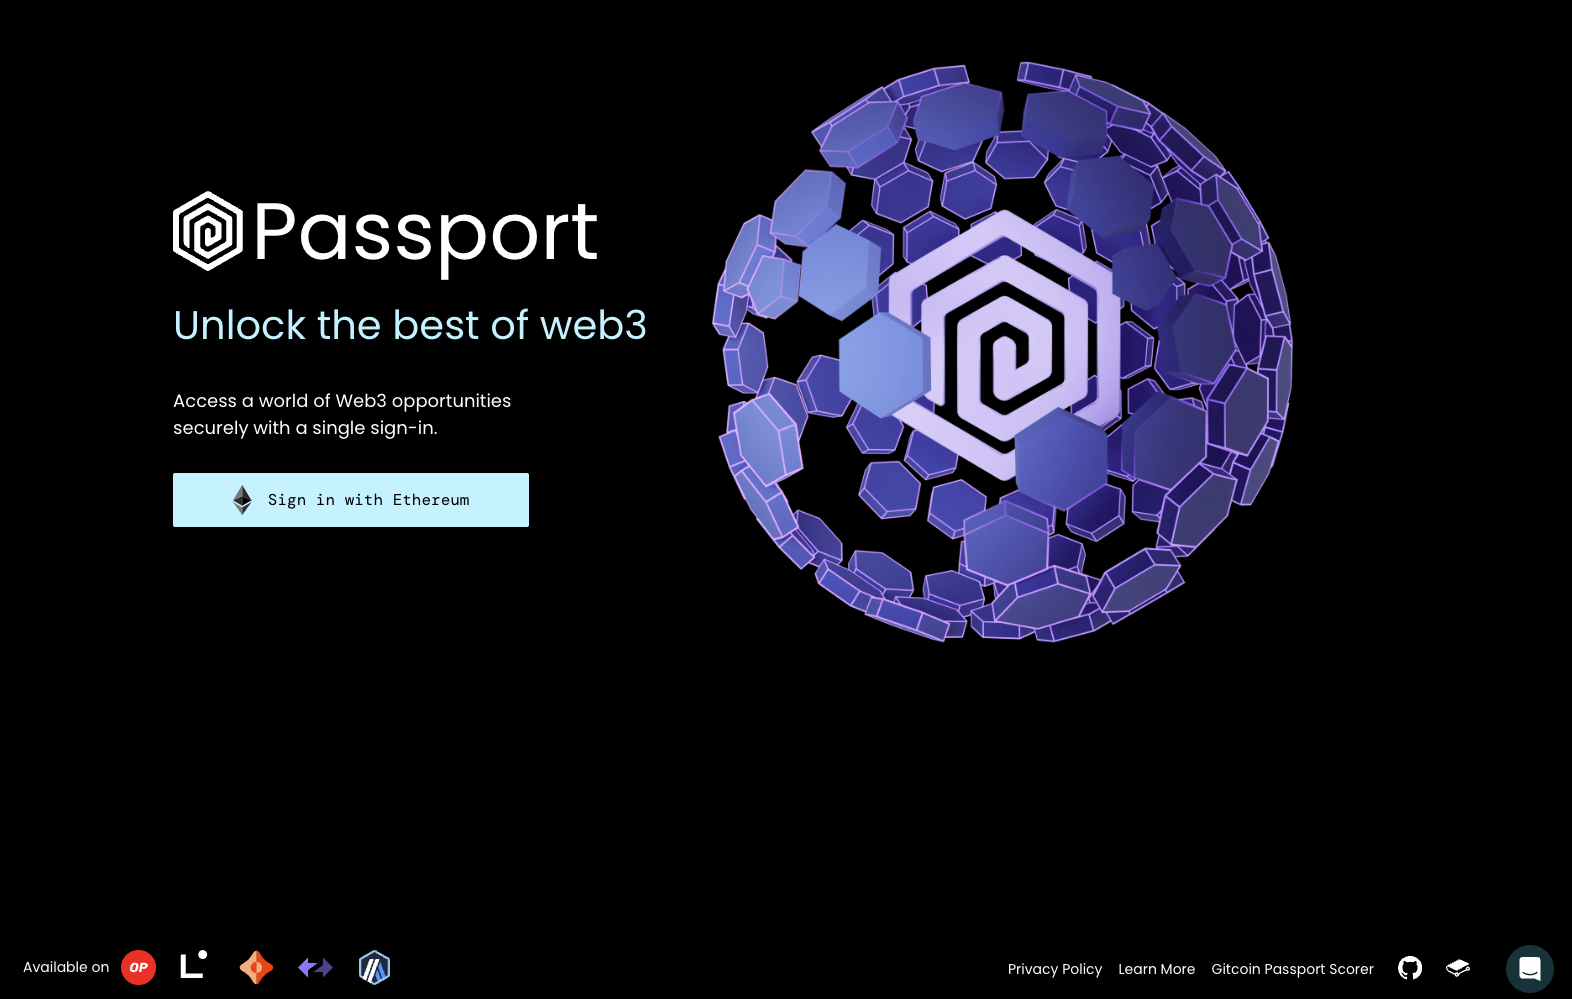 Passport
Unlock the best of web3
Access a world of Web3 opportunities
securely with a single sign-in.
Sign in with Ethereum
Available on
OP
Privacy Policy
Learn More
Gitcoin Passport Scorer